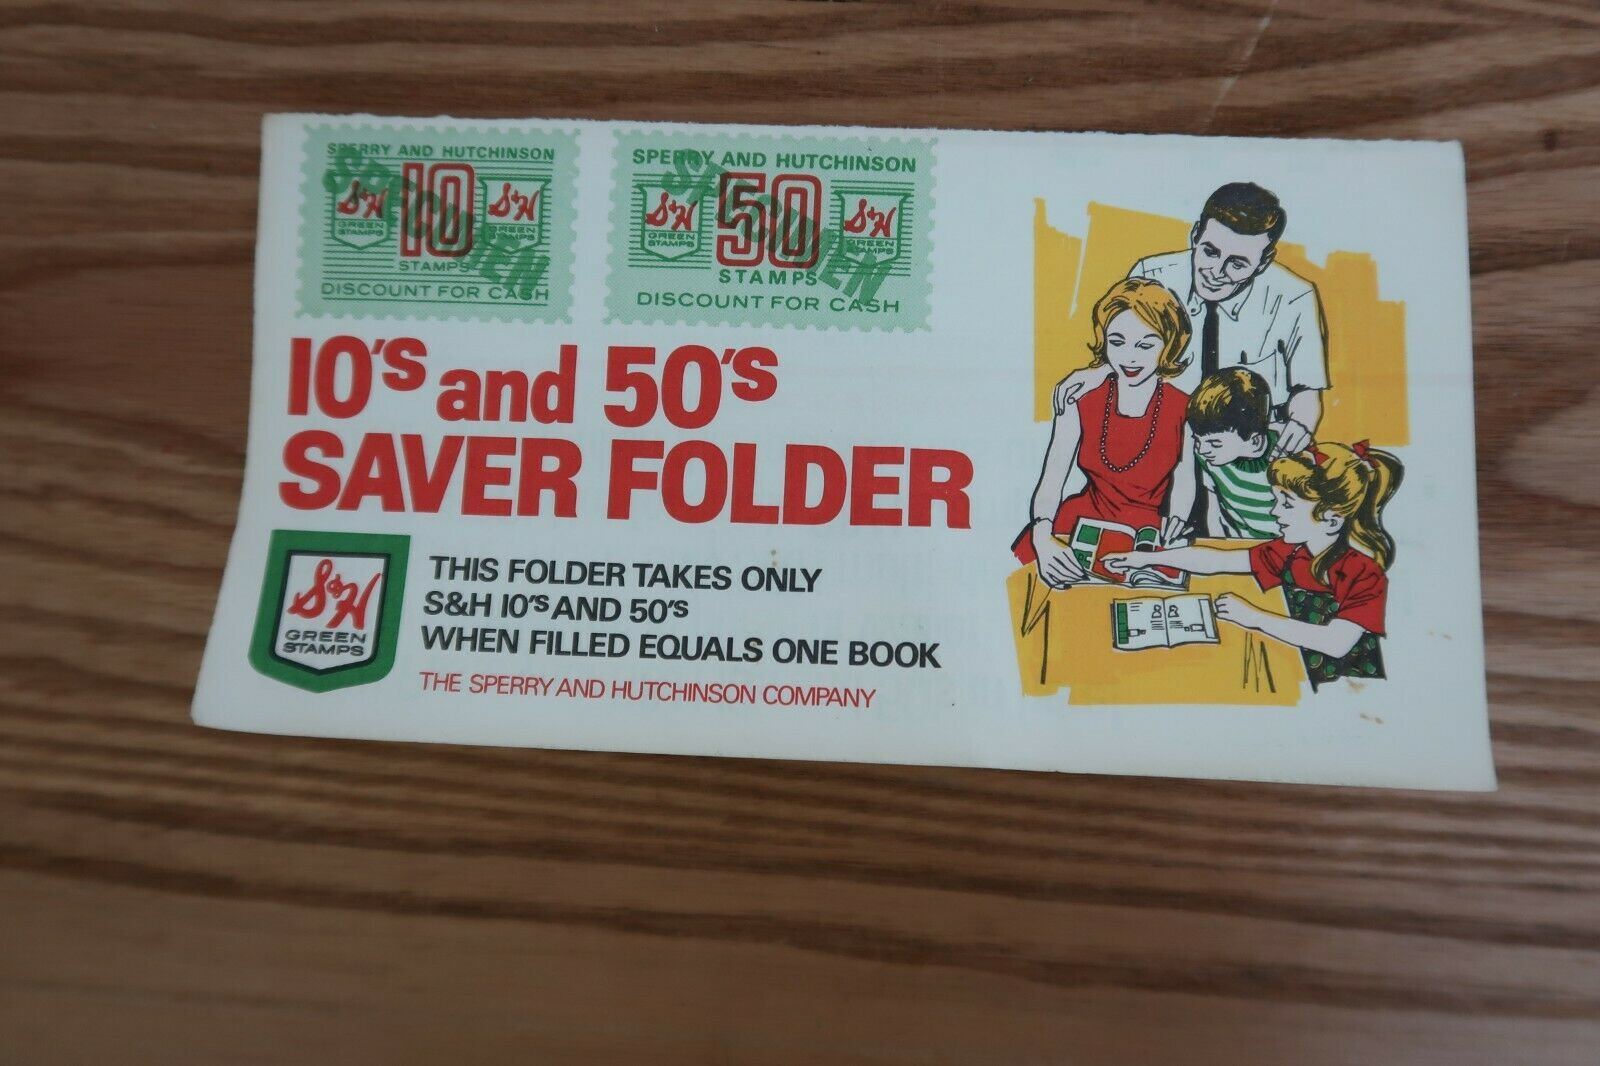 SPERRY AND HUTCHINSON
S&H 10 S&H
GREEN STAMPS
GREEN STAMPS
STAMPS
DISCOUNT FOR CASH
SPECIMEN
SPERRY AND HUTCHINSON
S&H 50 S&H
GREEN STAMPS
GREEN STAMPS
STAMPS
DISCOUNT FOR CASH
SPECIMEN
10's and 50's
SAVER FOLDER
S&H
GREEN
STAMPS
THIS FOLDER TAKES ONLY
S&H 10's AND 50's
WHEN FILLED EQUALS ONE BOOK
THE SPERRY AND HUTCHINSON COMPANY